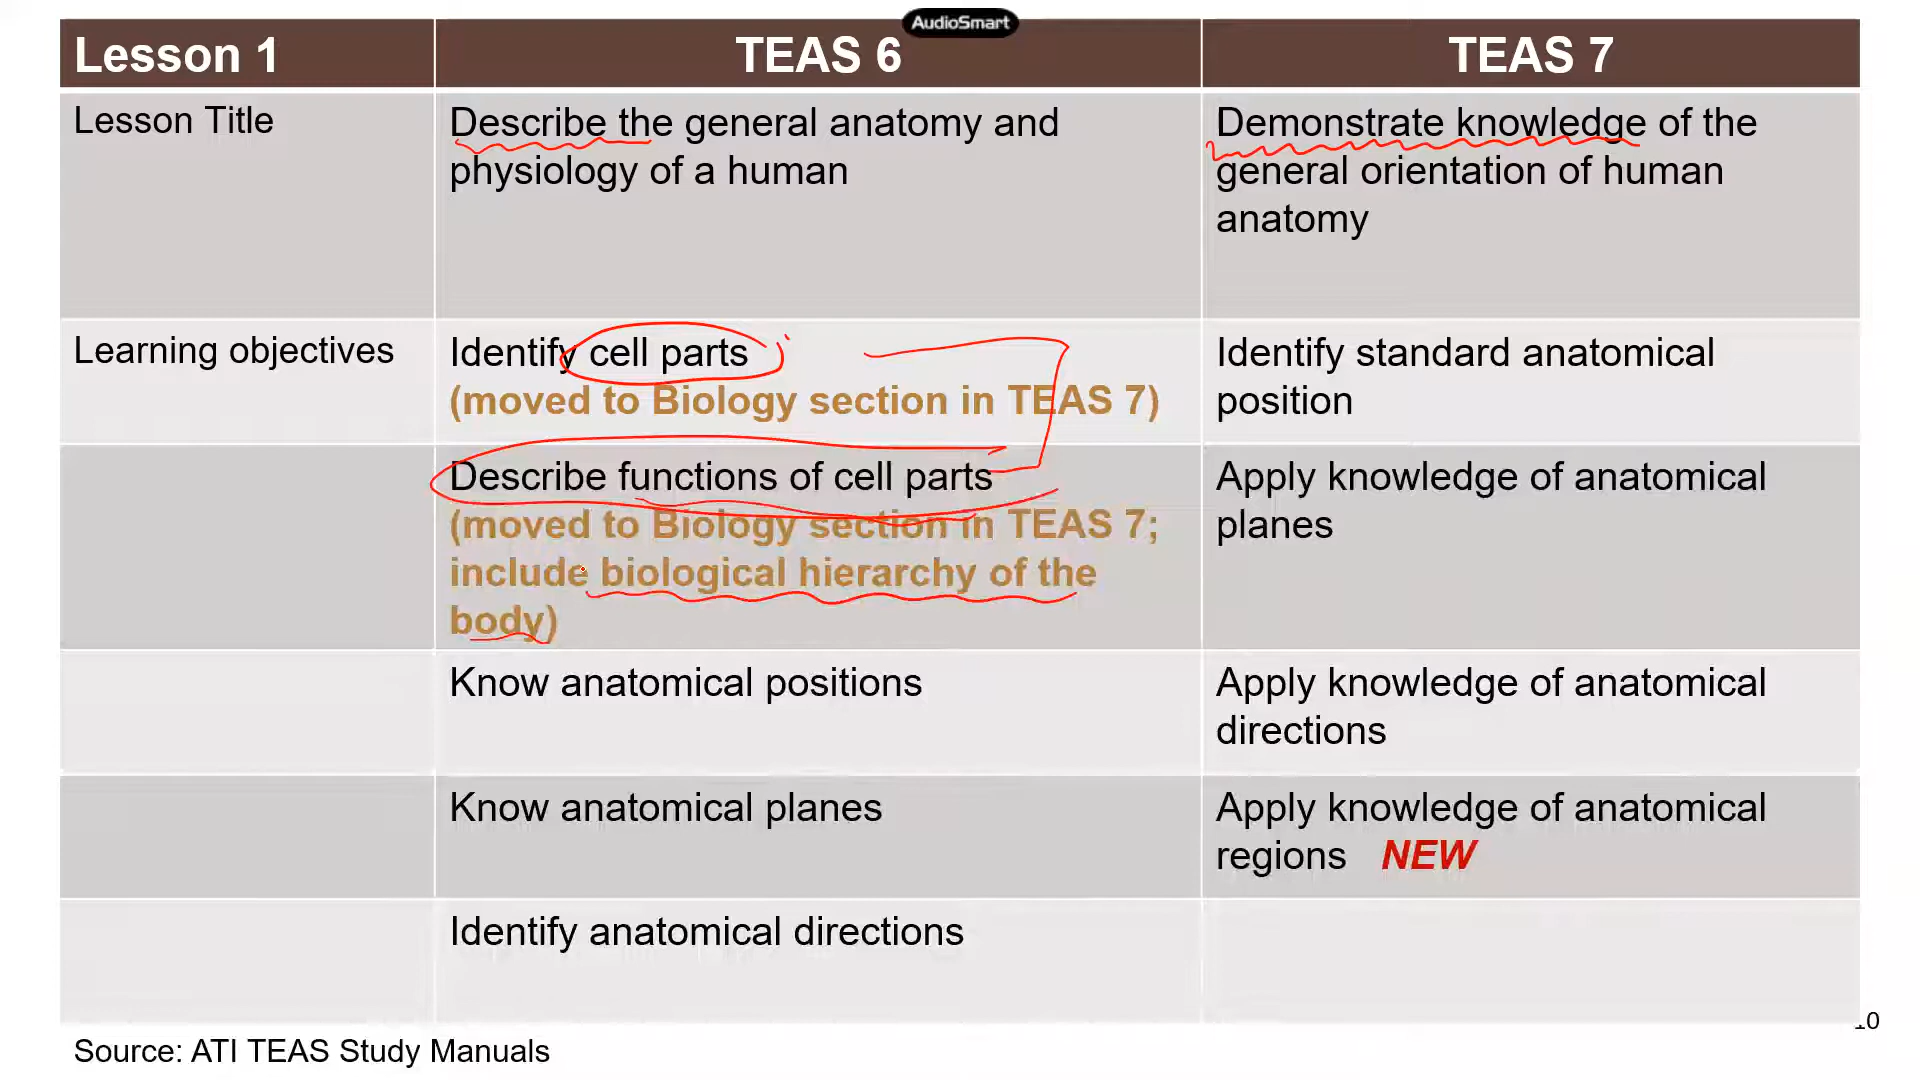 AudioSmart
Lesson 1
TEAS 6
TEAS 7
Lesson Title
Describe the general anatomy and
physiology of a human
Demonstrate knowledge of the
general orientation of human
anatomy
Learning objectives
Identify cell parts
(moved to Biology section in TEAS 7)
Identify standard anatomical
position
Describe functions of cell parts
(moved to Biology section in TEAS 7;
include biological hierarchy of the
body)
Apply knowledge of anatomical
planes
Know anatomical positions
Apply knowledge of anatomical
directions
Know anatomical planes
Apply knowledge of anatomical
regions NEW
Identify anatomical directions
10
Source: ATI TEAS Study Manuals